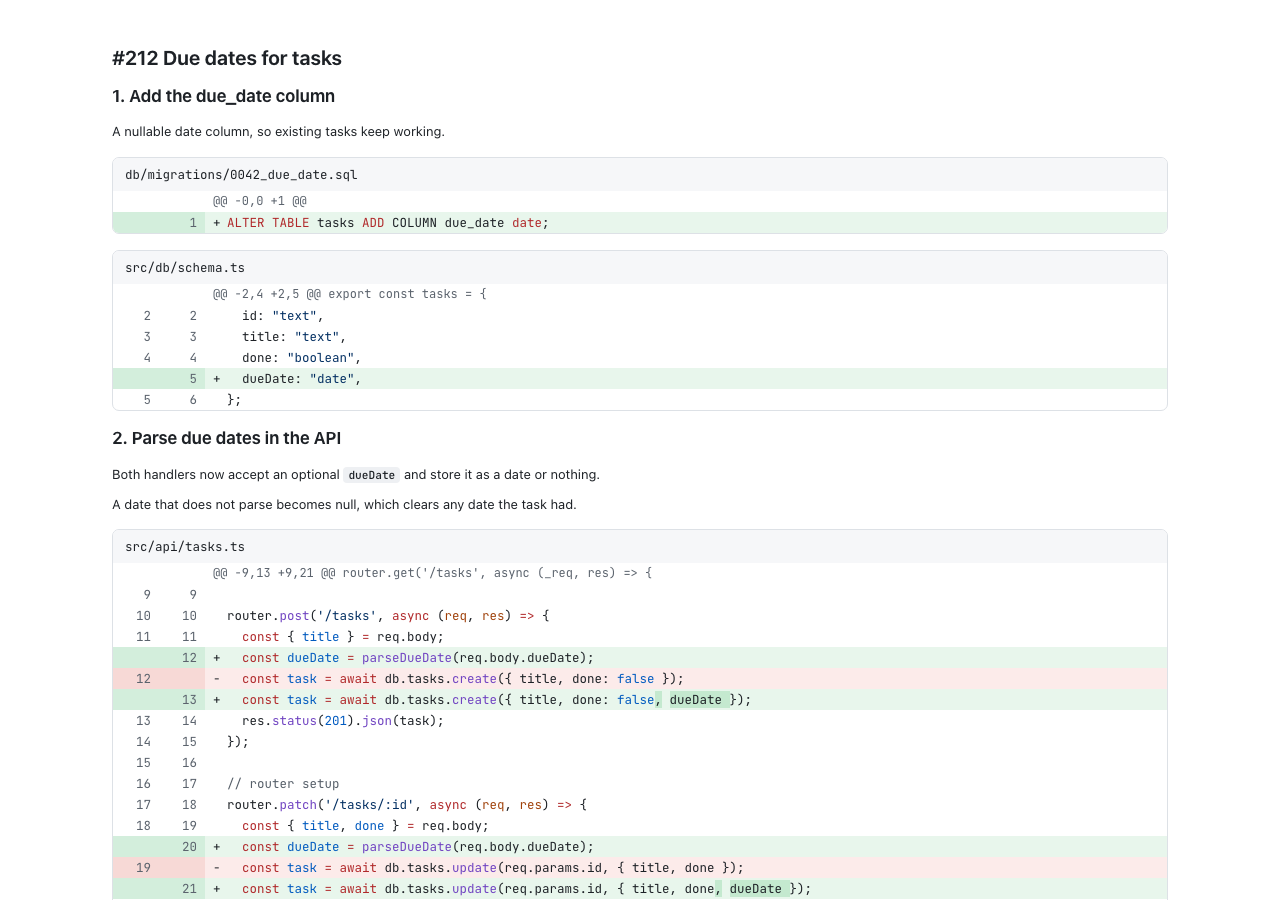 #212 Due dates for tasks
1. Add the due_date column
A nullable date column, so existing tasks keep working.
db/migrations/0042_due_date.sql
@@ -0,0 +1 @@
1 + ALTER TABLE tasks ADD COLUMN due_date date;
src/db/schema.ts
@@ -2,4 +2,5 @@ export const tasks = {
2 2 id: "text",
3 3 title: "text",
4 4 done: "boolean",
5 + dueDate: "date",
5 6 };
2. Parse due dates in the API
Both handlers now accept an optional dueDate and store it as a date or nothing.
A date that does not parse becomes null, which clears any date the task had.
src/api/tasks.ts
@@ -9,13 +9,21 @@ router.get('/tasks', async (_req, res) => {
9 9
10 10 router.post('/tasks', async (req, res) => {
11 11 const { title } = req.body;
12 + const dueDate = parseDueDate(req.body.dueDate);
12 - const task = await db.tasks.create({ title, done: false });
13 + const task = await db.tasks.create({ title, done: false, dueDate });
13 14 res.status(201).json(task);
14 15 });
15 16
16 17 // router setup
17 18 router.patch('/tasks/:id', async (req, res) => {
18 19 const { title, done } = req.body;
20 + const dueDate = parseDueDate(req.body.dueDate);
19 - const task = await db.tasks.update(req.params.id, { title, done });
21 + const task = await db.tasks.update(req.params.id, { title, done, dueDate });